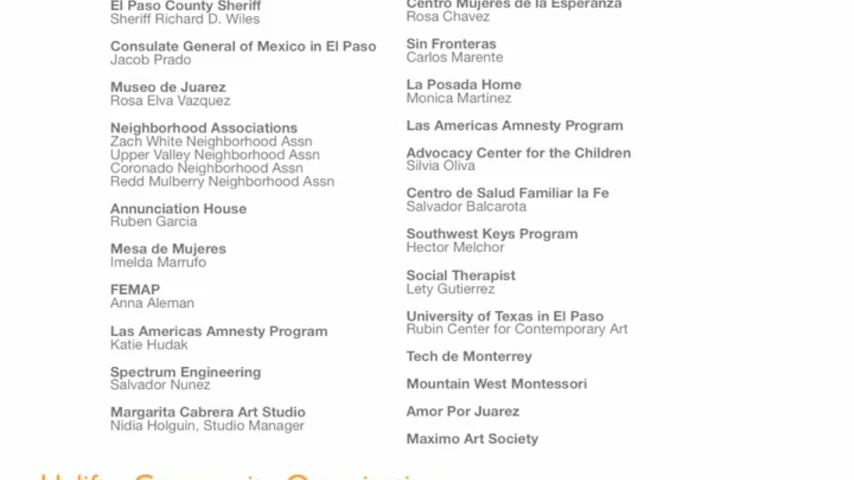 El Paso County Sheriff
Sheriff Richard D. Wiles
Consulate General of Mexico in El Paso
Jacob Prado
Museo de Juarez
Rosa Elva Vazquez
Neighborhood Associations
Zach White Neighborhood Assn
Upper Valley Neighborhood Assn
Coronado Neighborhood Assn
Redd Mulberry Neighborhood Assn
Annunciation House
Ruben Garcia
Mesa de Mujeres
Imelda Marrufo
FEMAP
Anna Aleman
Las Americas Amnesty Program
Katie Hudak
Spectrum Engineering
Salvador Nunez
Margarita Cabrera Art Studio
Nidia Holguin, Studio Manager
Centro Mujeres de la Esperanza
Rosa Chavez
Sin Fronteras
Carlos Marente
La Posada Home
Monica Martinez
Las Americas Amnesty Program
Advocacy Center for the Children
Silvia Oliva
Centro de Salud Familiar la Fe
Salvador Balcarota
Southwest Keys Program
Hector Melchor
Social Therapist
Lety Gutierrez
University of Texas in El Paso
Rubin Center for Contemporary Art
Tech de Monterrey
Mountain West Montessori
Amor Por Juarez
Maximo Art Society